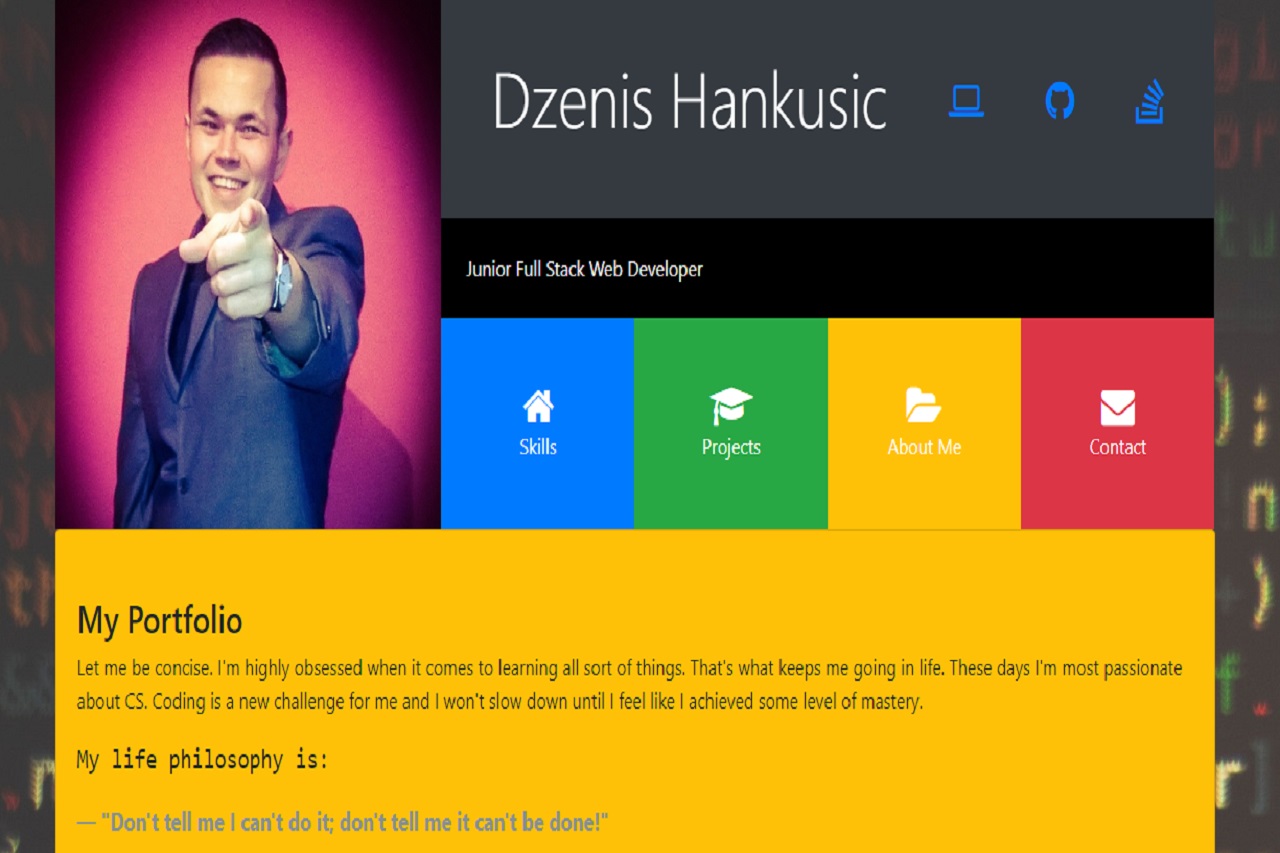 Dzenis Hankusic
Junior Full Stack Web Developer
Skills
Projects
About Me
Contact
My Portfolio
Let me be concise. I'm highly obsessed when it comes to learning all sort of things. That's what keeps me going in life. These days I'm most passionate
about CS. Coding is a new challenge for me and I won't slow down until I feel like I achieved some level of mastery.
My life philosophy is:
— "Don't tell me I can't do it; don't tell me it can't be done!"